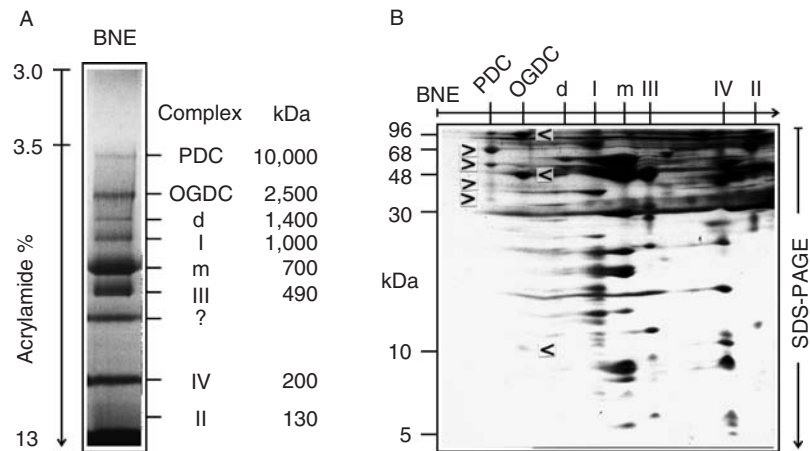 A
BNE
3.0
3.5
Acrylamide %
13
Complex kDa
PDC 10,000
OGDC 2,500
d 1,400
I 1,000
m 700
III 490
?
IV 200
II 130
B
BNE PDC OGDC d I m III IV II
96
68
48
30
kDa
10
5
SDS-PAGE